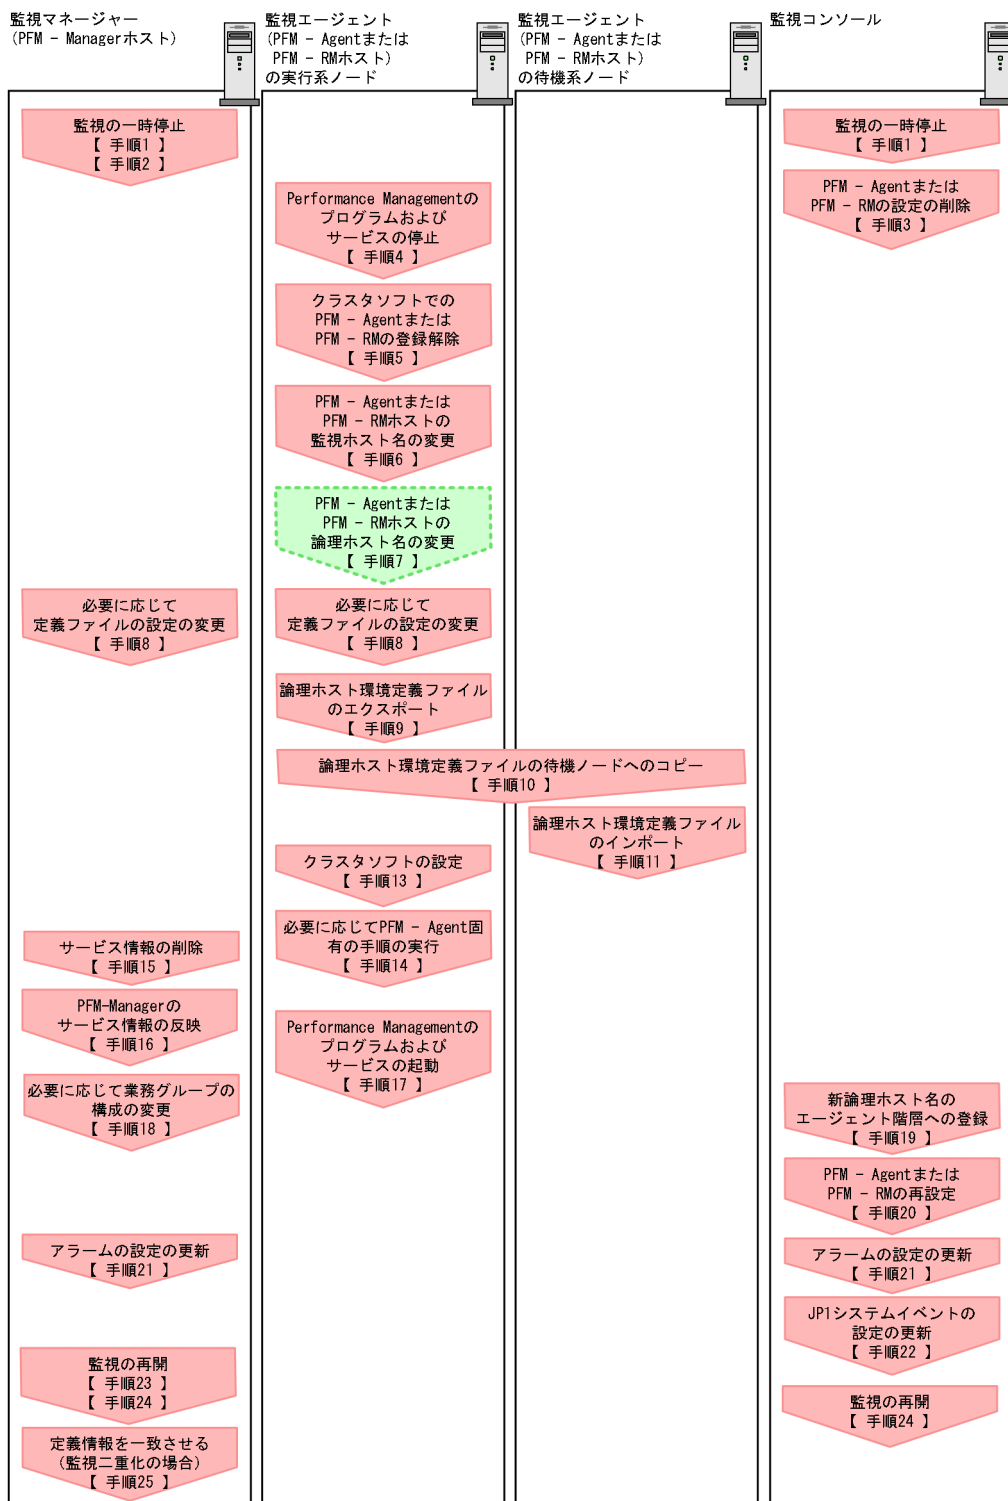 監視マネージャー
(PFM - Managerホスト)
監視エージェント
(PFM - Agentまたは
PFM - RMホスト)
の実行系ノード
監視エージェント
(PFM - Agentまたは
PFM - RMホスト)
の待機系ノード
監視コンソール
監視の一時停止
【 手順1 】
【 手順2 】
監視の一時停止
【 手順1 】
PFM - Agentまたは
PFM - RMの設定の削除
【 手順3 】
Performance Managementの
プログラムおよび
サービスの停止
【 手順4 】
クラスタソフトでの
PFM - Agentまたは
PFM - RMの登録解除
【 手順5 】
PFM - Agentまたは
PFM - RMホストの
監視ホスト名の変更
【 手順6 】
PFM - Agentまたは
PFM - RMホストの
論理ホスト名の変更
【 手順7 】
必要に応じて
定義ファイルの設定の変更
【 手順8 】
必要に応じて
定義ファイルの設定の変更
【 手順8 】
論理ホスト環境定義ファイル
のエクスポート
【 手順9 】
論理ホスト環境定義ファイルの待機ノードへのコピー
【 手順10 】
論理ホスト環境定義ファイル
のインポート
【 手順11 】
クラスタソフトの設定
【 手順13 】
必要に応じてPFM - Agent固
有の手順の実行
【 手順14 】
サービス情報の削除
【 手順15 】
PFM-Managerの
サービス情報の反映
【 手順16 】
Performance Managementの
プログラムおよび
サービスの起動
【 手順17 】
必要に応じて業務グループの
構成の変更
【 手順18 】
新論理ホスト名の
エージェント階層への登録
【 手順19 】
PFM - Agentまたは
PFM - RMの再設定
【 手順20 】
アラームの設定の更新
【 手順21 】
アラームの設定の更新
【 手順21 】
JP1システムイベントの
設定の更新
【 手順22 】
監視の再開
【 手順23 】
【 手順24 】
監視の再開
【 手順24 】
定義情報を一致させる
(監視二重化の場合)
【 手順25 】